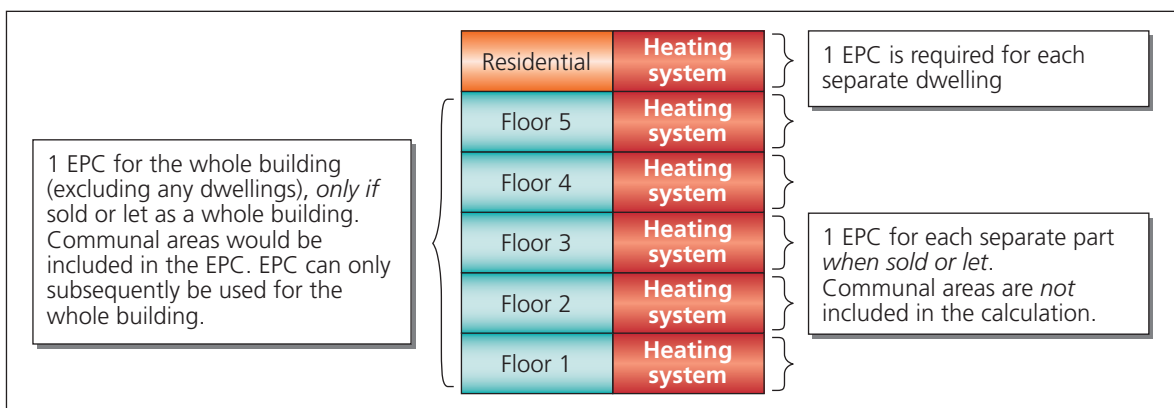 1 EPC for the whole building
(excluding any dwellings), only if
sold or let as a whole building.
Communal areas would be
included in the EPC. EPC can only
subsequently be used for the
whole building.
Residential
Heating
system
Floor 5
Heating
system
Floor 4
Heating
system
Floor 3
Heating
system
Floor 2
Heating
system
Floor 1
Heating
system
1 EPC is required for each
separate dwelling
1 EPC for each separate part
when sold or let.
Communal areas are not
included in the calculation.